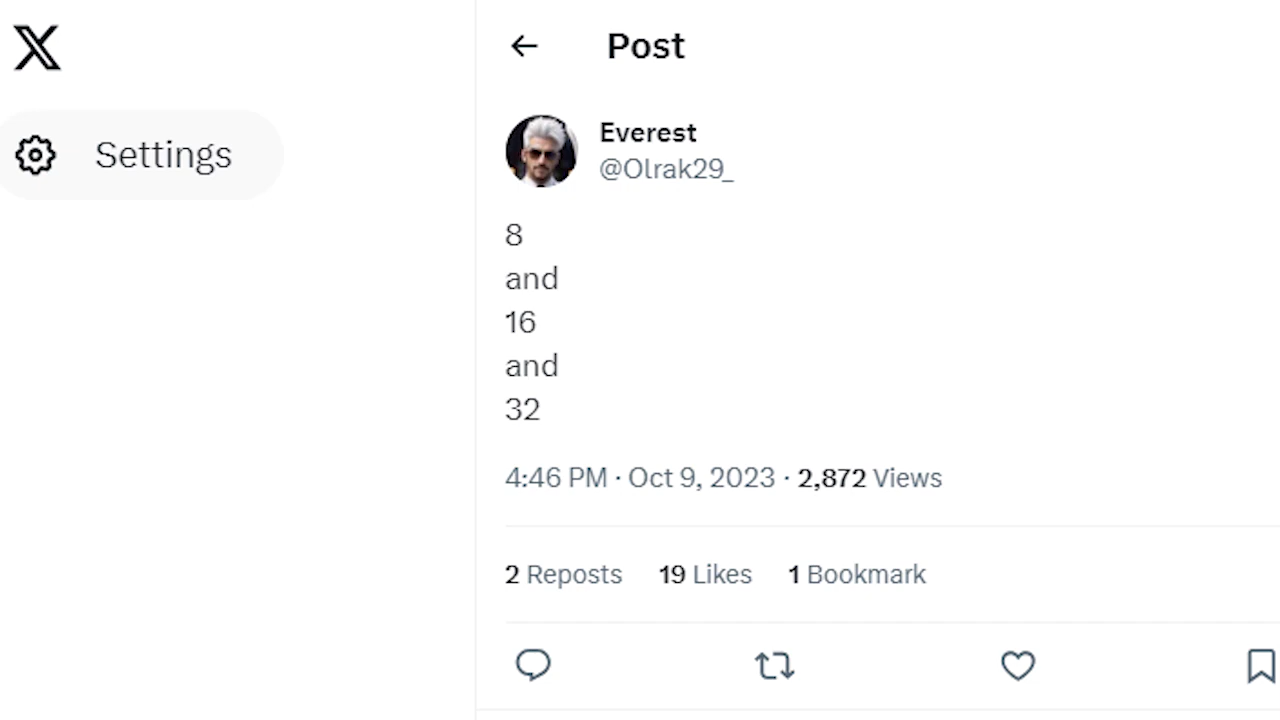 X
Settings
Post
Everest
@Olrak29_
8
and
16
and
32
4:46 PM · Oct 9, 2023 · 2,872 Views
2 Reposts 19 Likes 1 Bookmark